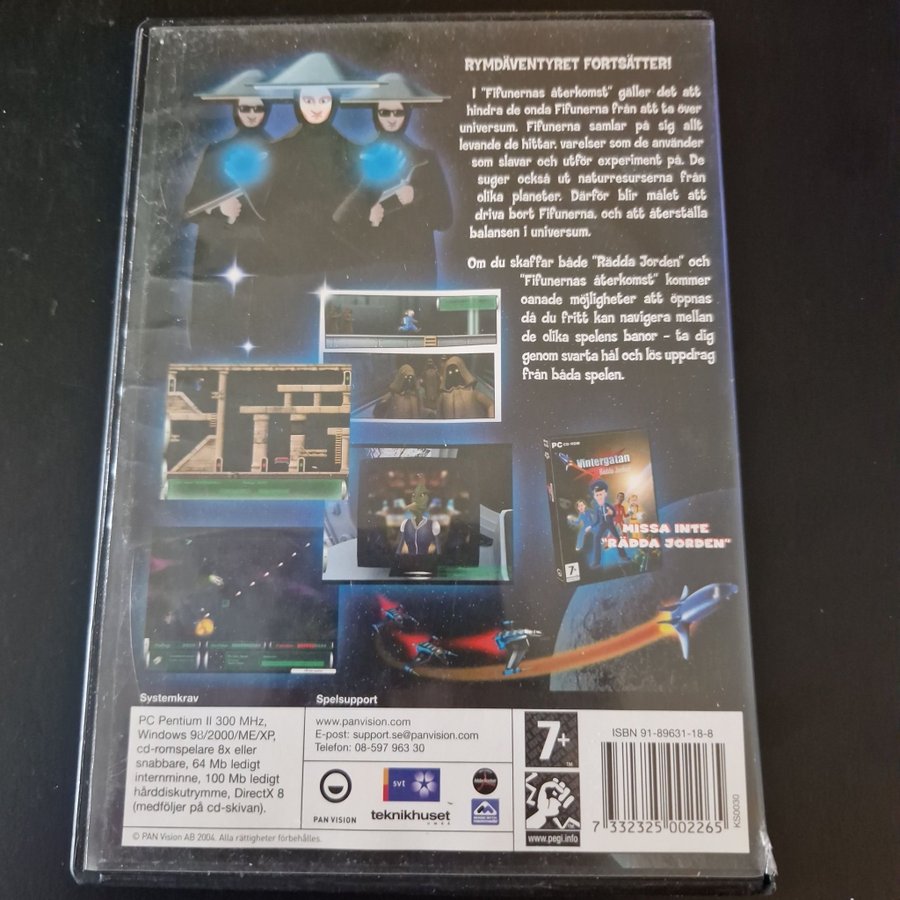 RYMDÄVENTYRET FORTSÄTTER!
I "Fifunernas återkomst" gäller det att
hindra de onda Fifunerna från att ta över
universum. Fifunerna samlar på sig allt
levande de hittar, varelser som de använder
som slavar och utför experiment på. De
suger också ut naturresurserna från
olika planeter. Därför blir målet att
driva bort Fifunerna, och att återställa
balansen i universum.
Om du skaffar både "Rädda Jorden" och
"Fifunernas återkomst" kommer
oanade möjligheter att öppnas
då du fritt kan navigera mellan
de olika spelens banor - ta dig
genom svarta hål och lös uppdrag
från båda spelen.
PC CD-ROM
Vintergatan
Rädda Jorden
7+
MISSA INTE
"RÄDDA JORDEN"
Systemkrav
PC Pentium II 300 MHz,
Windows 98/2000/ME/XP,
cd-romspelare 8x eller
snabbare, 64 Mb ledigt
internminne, 100 Mb ledigt
hårddiskutrymme, DirectX 8
(medföljer på cd-skivan).
Spelsupport
www.panvision.com
E-post: support.se@panvision.com
Telefon: 08-597 963 30
PAN VISION
svt
teknikhuset
UMEÅ
7+
TM
www.pegi.info
ISBN 91-89631-18-8
7 332325 002265
KS0030
© PAN Vision AB 2004. Alla rättigheter förbehålles.